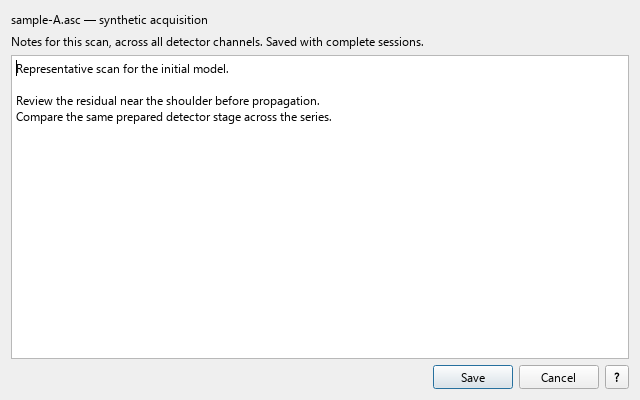 sample-A.asc — synthetic acquisition
Notes for this scan, across all detector channels. Saved with complete sessions.
Representative scan for the initial model.
Review the residual near the shoulder before propagation.
Compare the same prepared detector stage across the series.
Save
Cancel
?